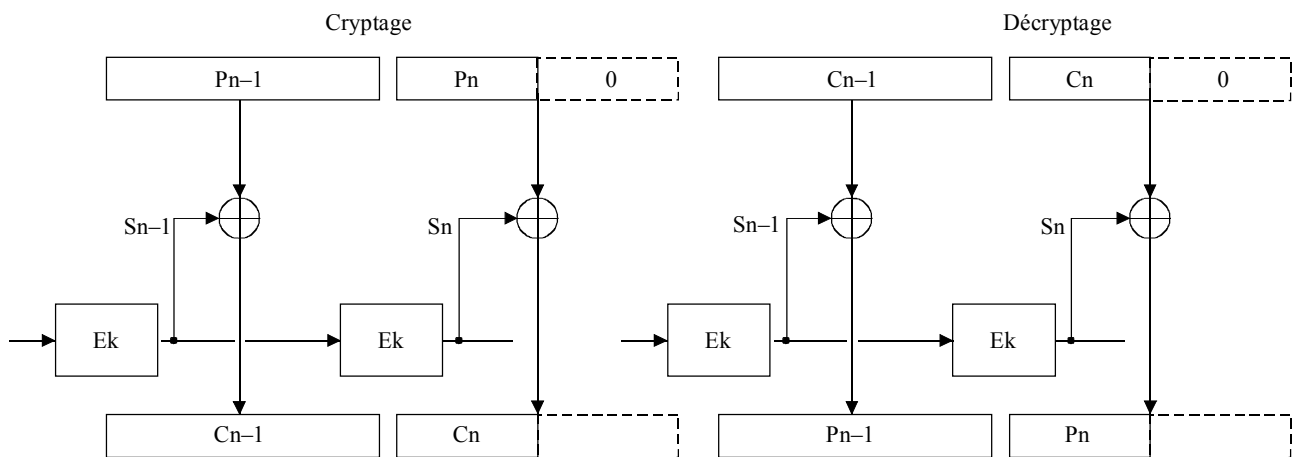 Cryptage Décryptage
Pn–1 Pn 0 Cn–1 Cn 0
Sn–1 Sn Sn–1 Sn
Ek Ek Ek Ek
Cn–1 Cn Pn–1 Pn